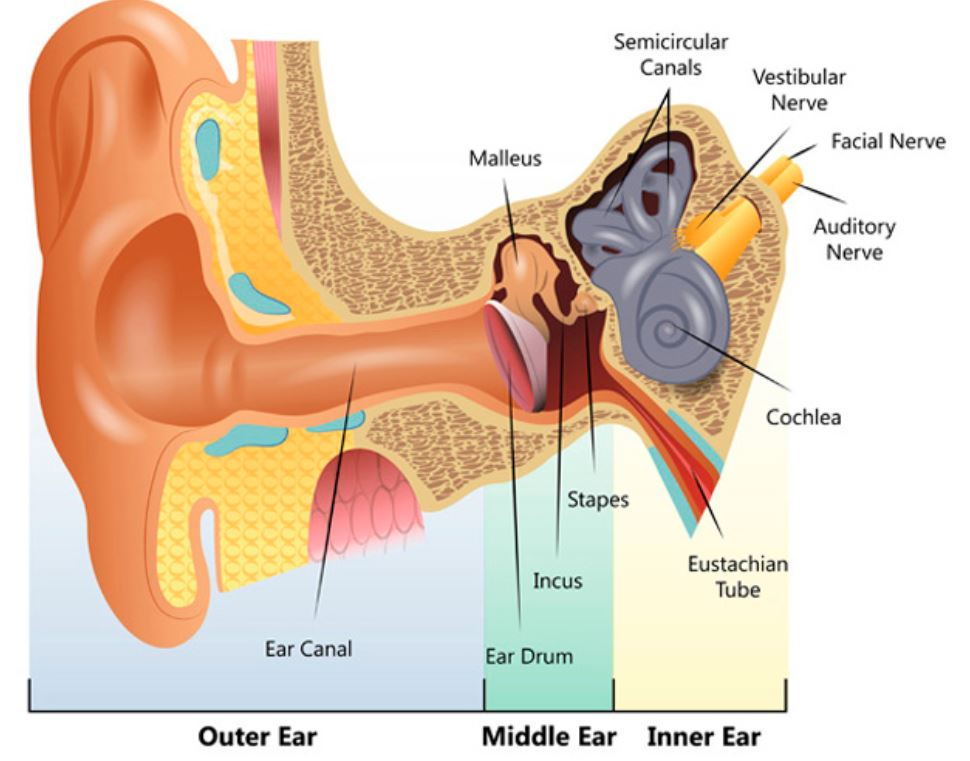 Semicircular
Canals
Vestibular
Nerve
Facial Nerve
Malleus
Auditory
Nerve
Cochlea
Stapes
Eustachian
Tube
Incus
Ear Canal
Ear Drum
Outer Ear
Middle Ear
Inner Ear